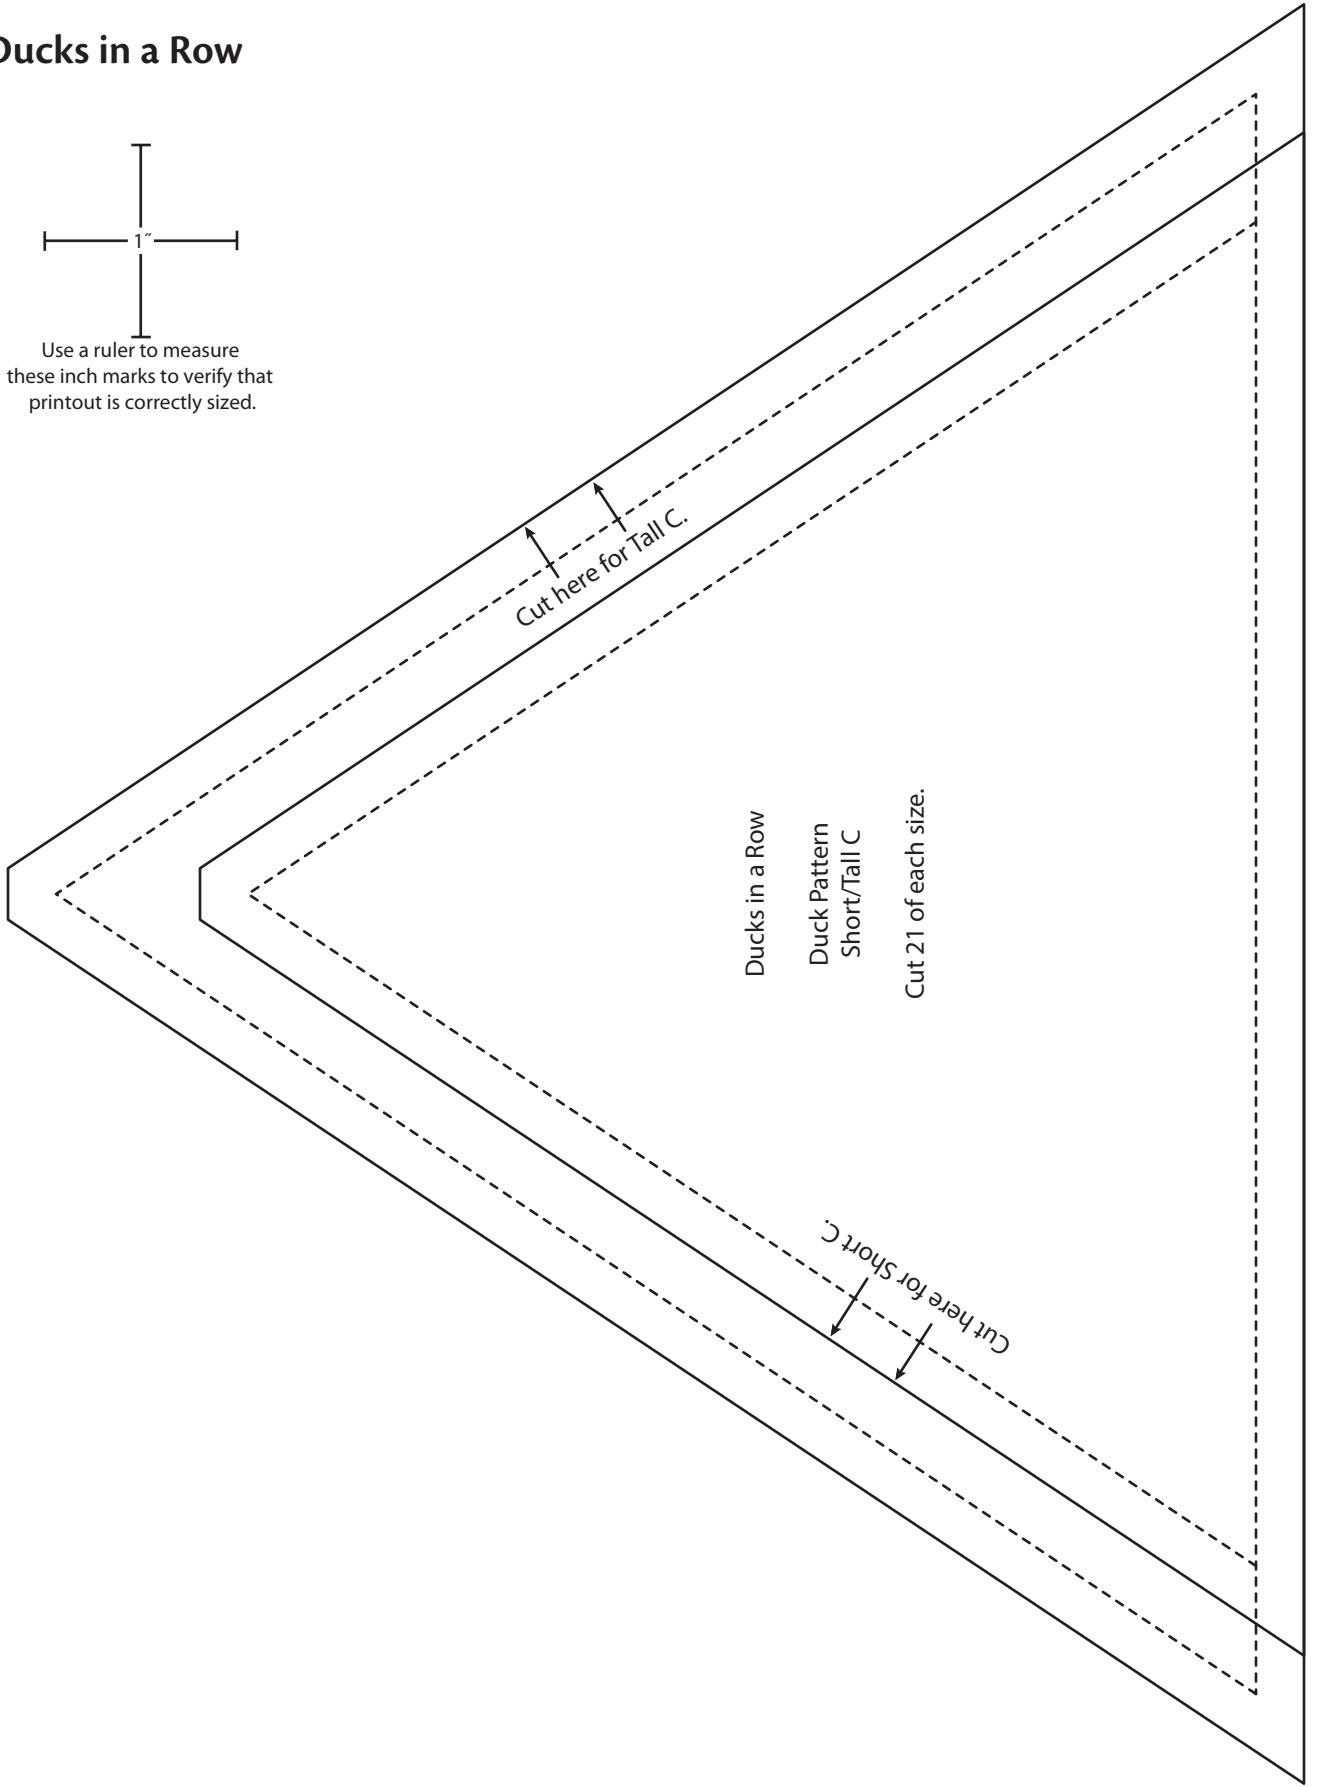 Ducks in a Row
1″
Use a ruler to measure
these inch marks to verify that
printout is correctly sized.
Cut here for Tall C.
Ducks in a Row
Duck Pattern
Short/Tall C
Cut 21 of each size.
Cut here for Short C.